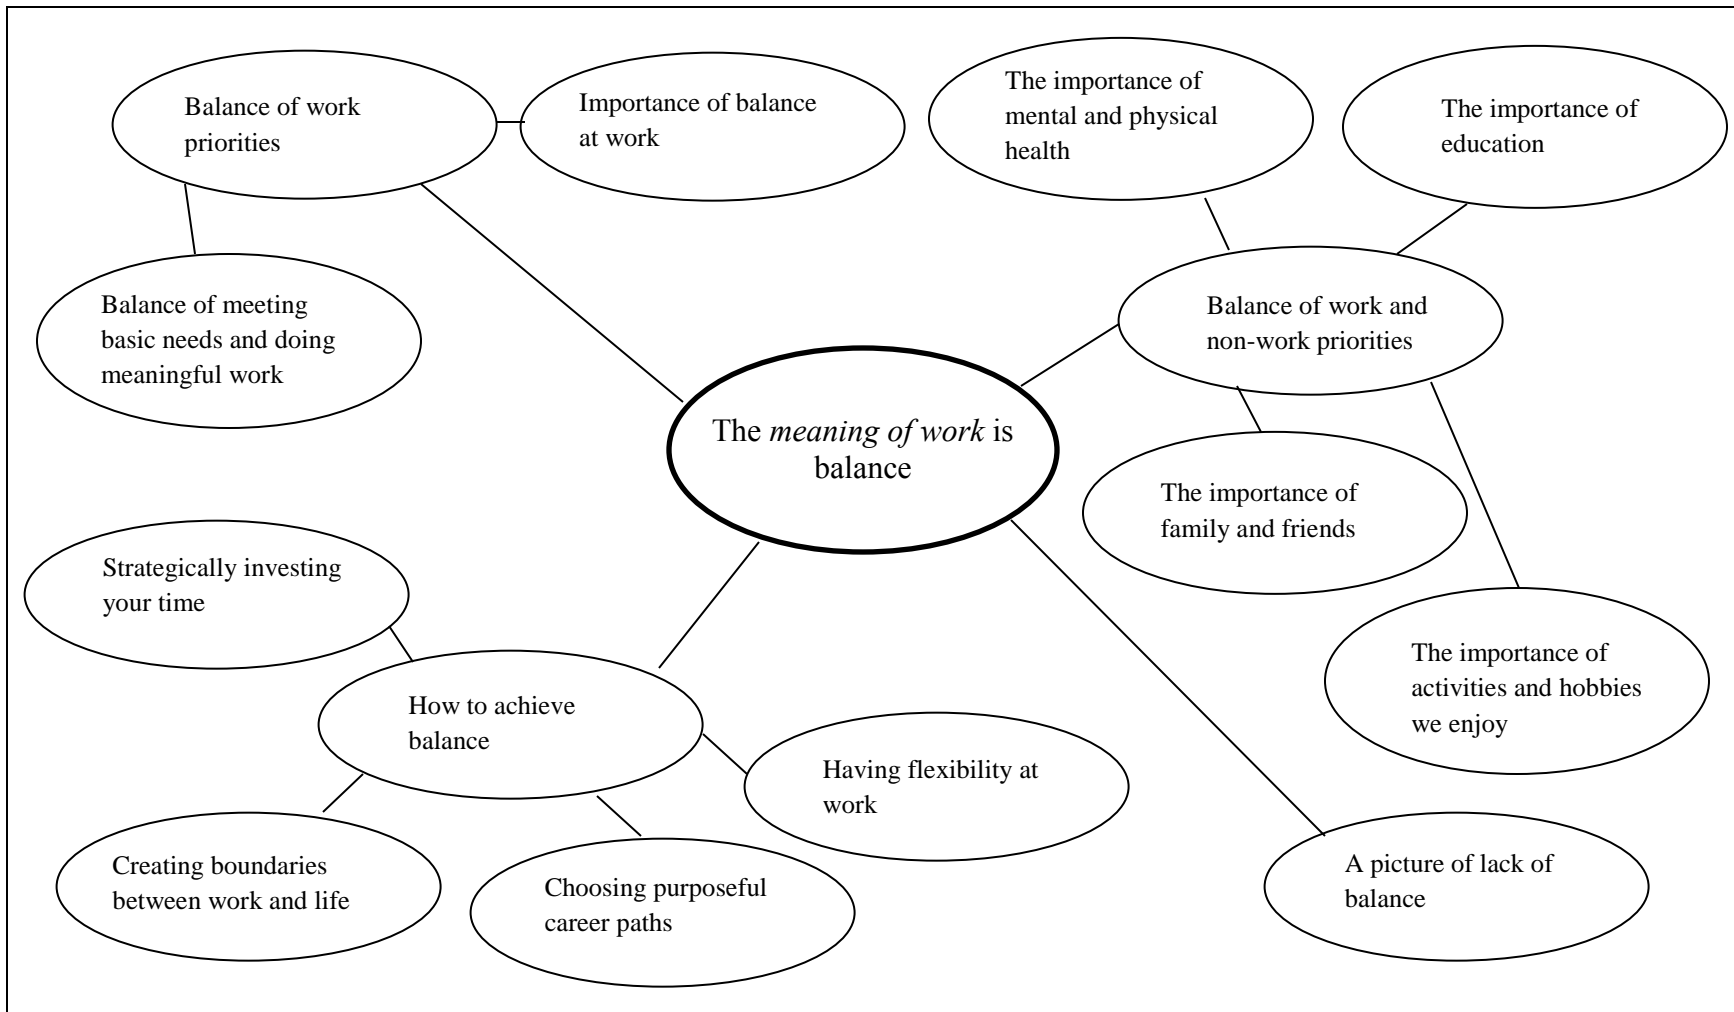 Balance of work
priorities
Importance of balance
at work
The importance of
mental and physical
health
The importance of
education
Balance of meeting
basic needs and doing
meaningful work
Balance of work and
non-work priorities
The meaning of work is
balance
The importance of
family and friends
Strategically investing
your time
The importance of
activities and hobbies
we enjoy
How to achieve
balance
Having flexibility at
work
Creating boundaries
between work and life
Choosing purposeful
career paths
A picture of lack of
balance